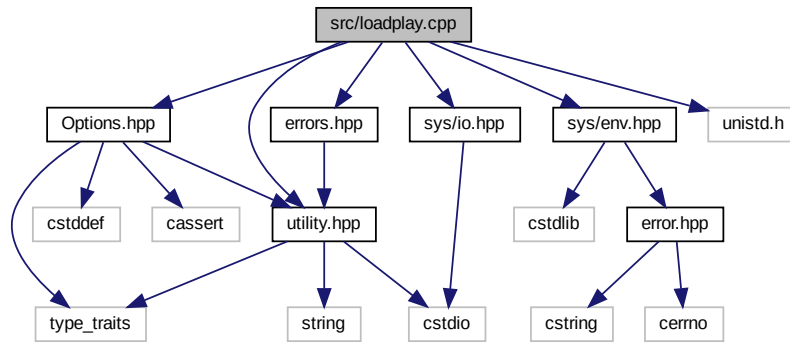 src/loadplay.cpp
Options.hpp
errors.hpp
sys/io.hpp
sys/env.hpp
unistd.h
cstddef
cassert
utility.hpp
cstdlib
error.hpp
type_traits
string
cstdio
cstring
cerrno